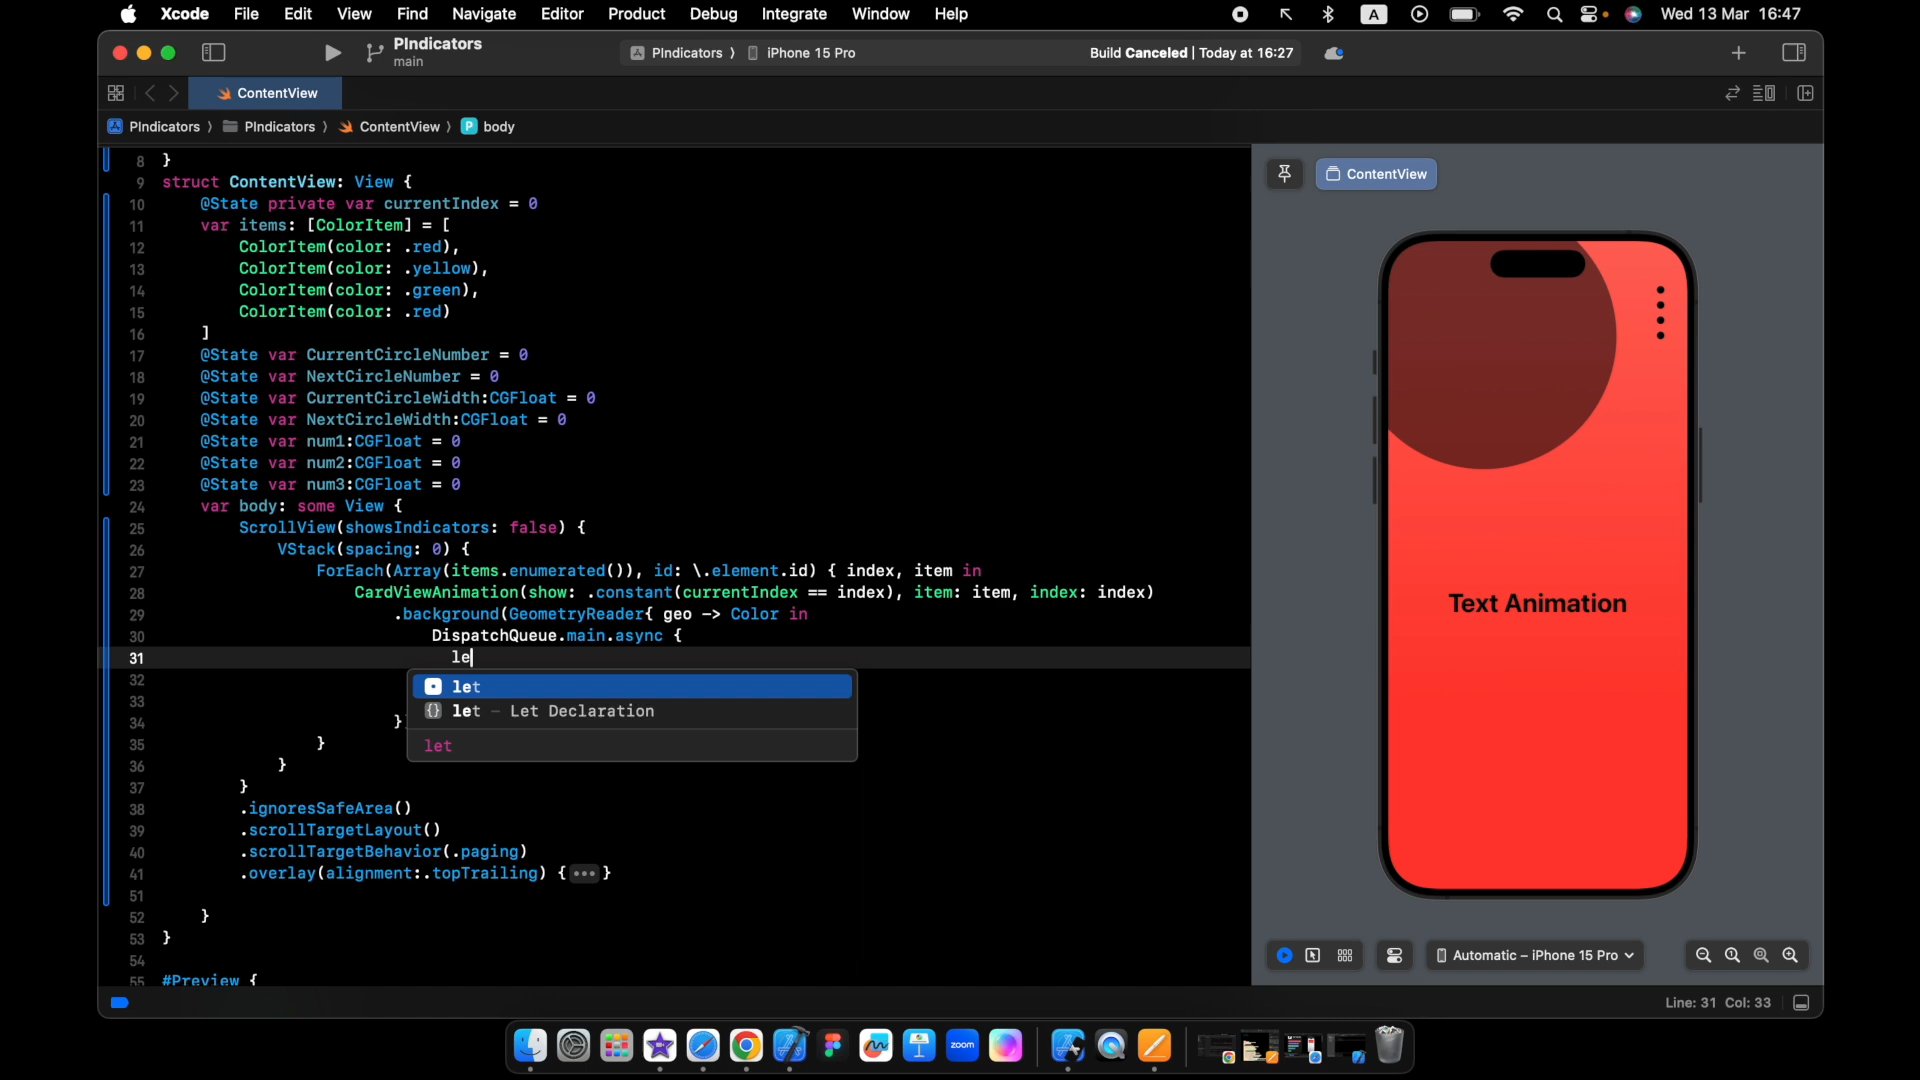 Xcode File Edit View Find Navigate Editor Product Debug Integrate Window Help
A
Wed 13 Mar 16:47
PIndicators
main
PIndicators 〉 iPhone 15 Pro
Build Canceled | Today at 16:27
ContentView
PIndicators 〉 PIndicators 〉 ContentView 〉 P body
8 }
9 struct ContentView: View {
10 @State private var currentIndex = 0
11 var items: [ColorItem] = [
12 ColorItem(color: .red),
13 ColorItem(color: .yellow),
14 ColorItem(color: .green),
15 ColorItem(color: .red)
16 ]
17 @State var CurrentCircleNumber = 0
18 @State var NextCircleNumber = 0
19 @State var CurrentCircleWidth:CGFloat = 0
20 @State var NextCircleWidth:CGFloat = 0
21 @State var num1:CGFloat = 0
22 @State var num2:CGFloat = 0
23 @State var num3:CGFloat = 0
24 var body: some View {
25 ScrollView(showsIndicators: false) {
26 VStack(spacing: 0) {
27 ForEach(Array(items.enumerated()), id: \.element.id) { index, item in
28 CardViewAnimation(show: .constant(currentIndex == index), item: item, index: index)
29 .background(GeometryReader{ geo -> Color in
30 DispatchQueue.main.async {
31 le
32
33
34 }
35 }
36 }
37 }
38 .ignoresSafeArea()
39 .scrollTargetLayout()
40 .scrollTargetBehavior(.paging)
41 .overlay(alignment:.topTrailing) {•••}
51
52 }
53 }
54
55 #Preview {
let
{} let – Let Declaration
let
ContentView
Text Animation
Automatic – iPhone 15 Pro
Line: 31 Col: 33
zoom